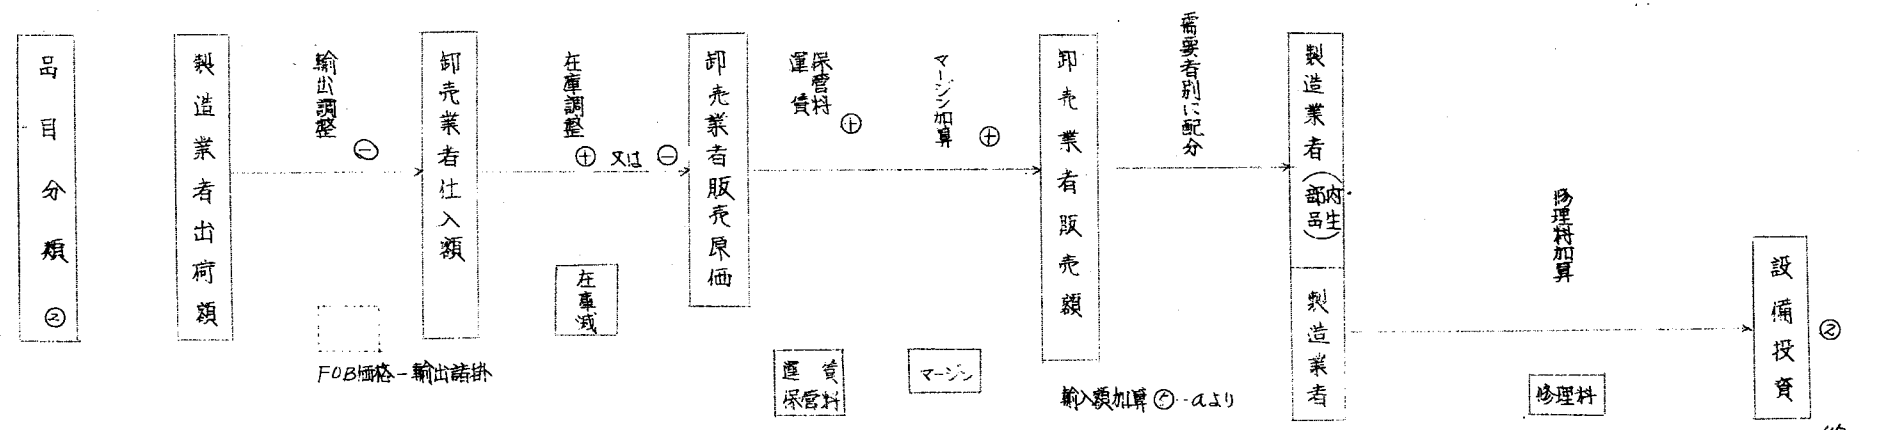 品目分類②
製造業者出荷額
輸出調整
⊖
FOB価格-輸出諸掛
卸売業者仕入額
在庫調整
⊕又は⊖
在庫減
卸売業者販売原価
保管料
運賃
⊕
運賃
保管料
マージン加算
⊕
マージン
卸売業者販売額
需要者別に配分
輸入額加算
aより
製造業者(内生部品)
製造業者
修理料加算
修理料
設備投資
②